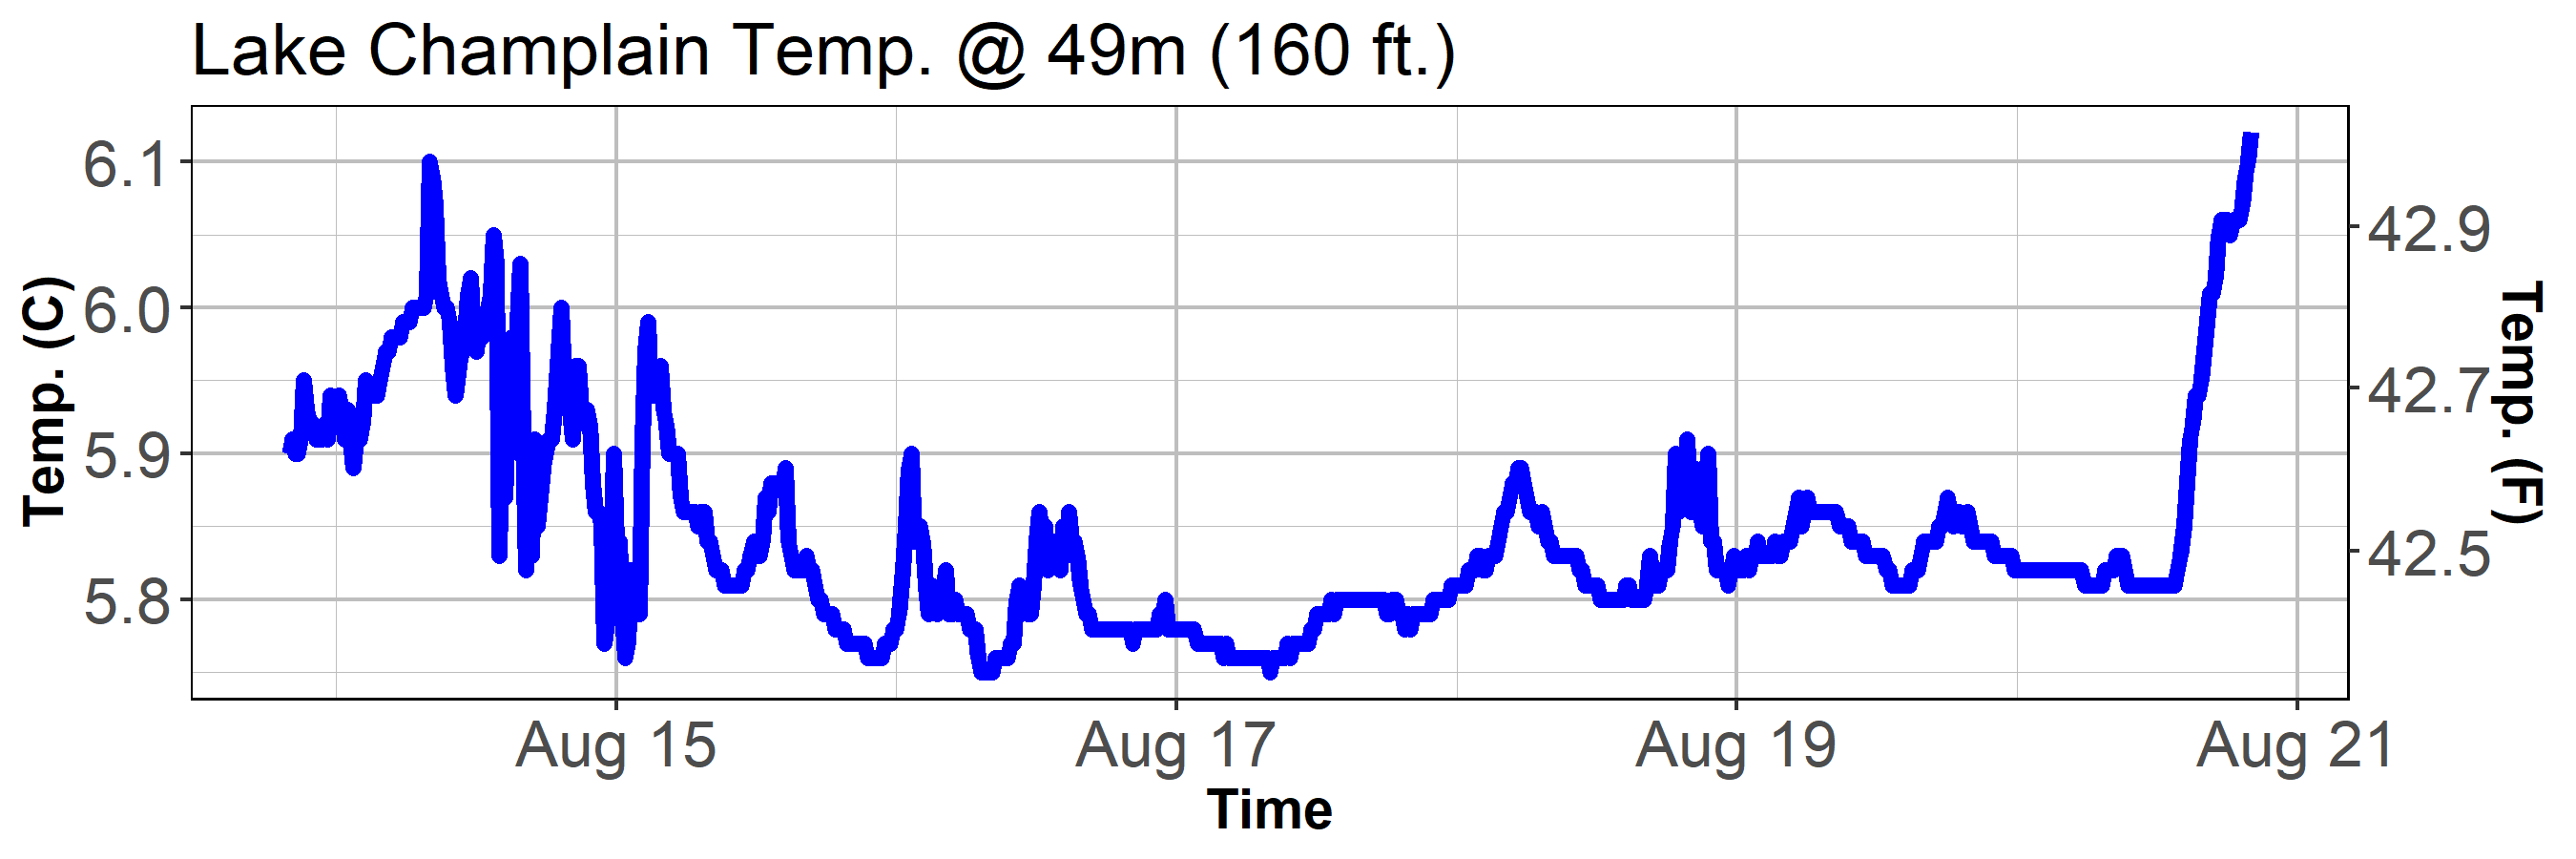 Lake Champlain Temp. @ 49m (160 ft.)
Temp. (C)
6.1
6.0
5.9
5.8
42.9
42.7
42.5
Temp. (F)
Aug 15 Aug 17 Aug 19 Aug 21
Time